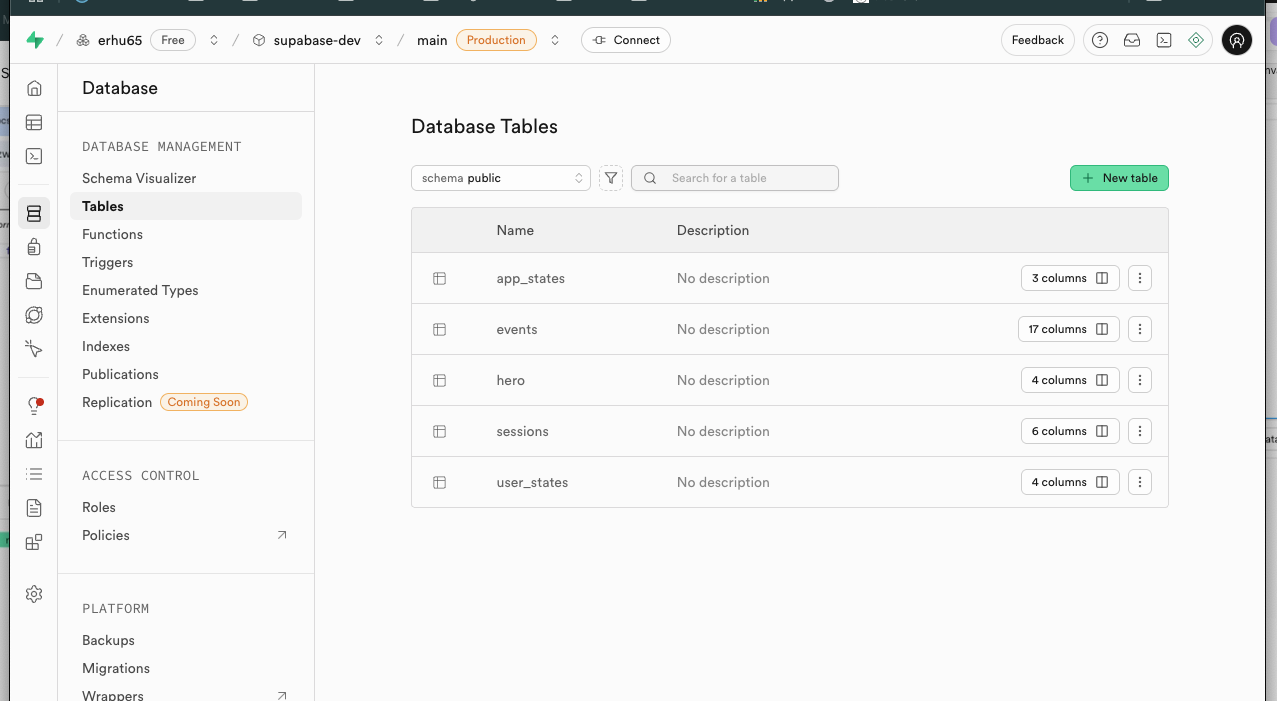 erhu65 Free supabase-dev main Production Connect Feedback
Database
DATABASE MANAGEMENT
Schema Visualizer
Tables
Functions
Triggers
Enumerated Types
Extensions
Indexes
Publications
Replication Coming Soon
ACCESS CONTROL
Roles
Policies
PLATFORM
Backups
Migrations
Wrappers
Database Tables
schema public Search for a table New table
Name Description
app_states No description 3 columns
events No description 17 columns
hero No description 4 columns
sessions No description 6 columns
user_states No description 4 columns